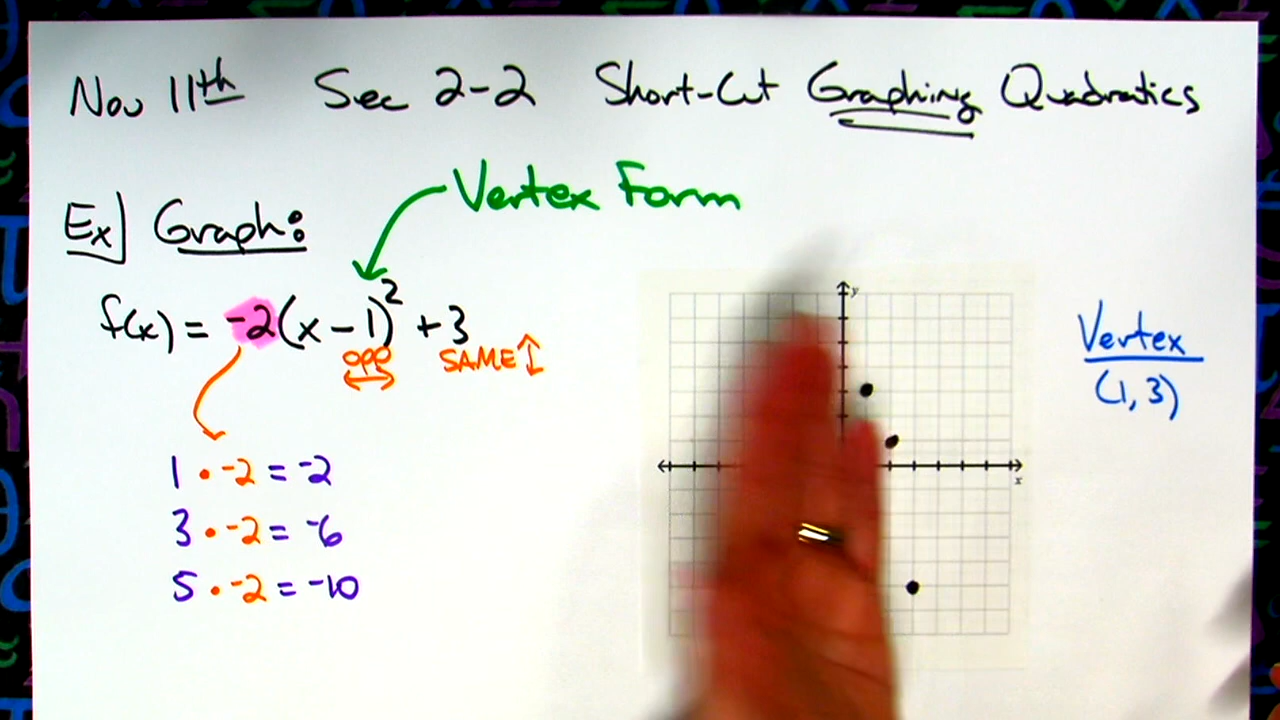 Nov 11th Sec 2-2 Short-Cut Graphing Quadratics
Vertex Form
Ex] Graph:
f(x) = -2(x-1)² +3
OPP SAME
1 • -2 = -2
3 • -2 = -6
5 • -2 = -10
y
x
Vertex
(1,3)